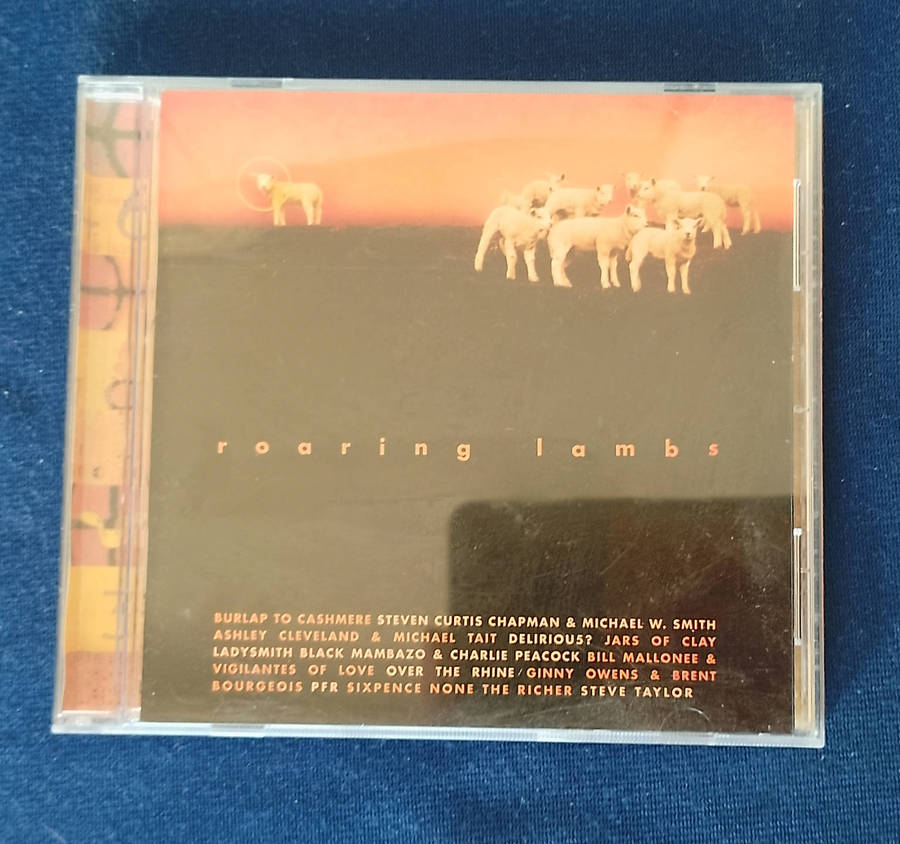 roaring lambs
BURLAP TO CASHMERE STEVEN CURTIS CHAPMAN & MICHAEL W. SMITH
ASHLEY CLEVELAND & MICHAEL TAIT DELIRIOU5? JARS OF CLAY
LADYSMITH BLACK MAMBAZO & CHARLIE PEACOCK BILL MALLONEE &
VIGILANTES OF LOVE OVER THE RHINE/GINNY OWENS & BRENT
BOURGEOIS PFR SIXPENCE NONE THE RICHER STEVE TAYLOR